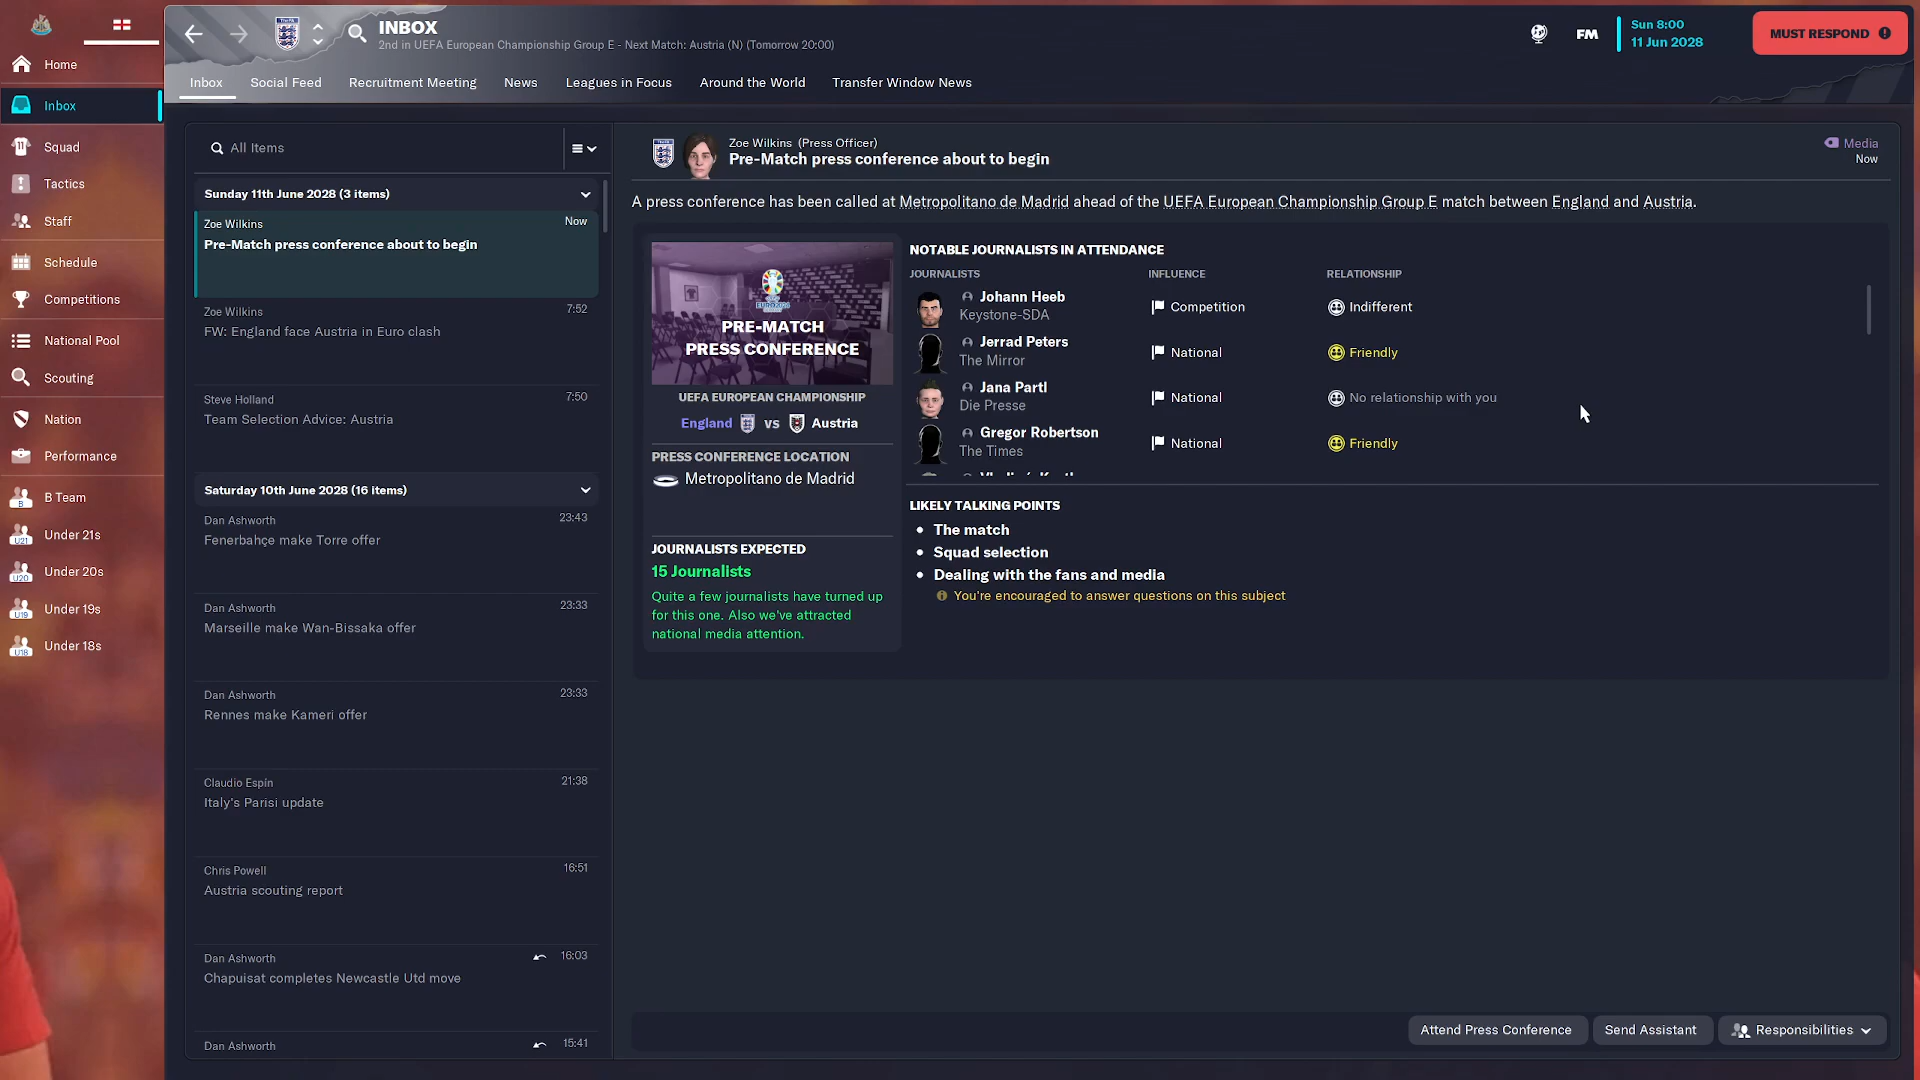 INBOX
2nd in UEFA European Championship Group E - Next Match: Austria (N) (Tomorrow 20:00)
FM
Sun 8:00
11 Jun 2028
MUST RESPOND
Inbox
Social Feed
Recruitment Meeting
News
Leagues in Focus
Around the World
Transfer Window News
Home
Inbox
Squad
Tactics
Staff
Schedule
Competitions
National Pool
Scouting
Nation
Performance
B Team
Under 21s
Under 20s
Under 19s
Under 18s
All Items
Sunday 11th June 2028 (3 items)
Zoe Wilkins
Now
Pre-Match press conference about to begin
Zoe Wilkins
7:52
FW: England face Austria in Euro clash
Steve Holland
7:50
Team Selection Advice: Austria
Saturday 10th June 2028 (16 items)
Dan Ashworth
23:43
Fenerbahçe make Torre offer
Dan Ashworth
23:33
Marseille make Wan-Bissaka offer
Dan Ashworth
23:33
Rennes make Kameri offer
Claudio Espín
21:38
Italy's Parisi update
Chris Powell
16:51
Austria scouting report
Dan Ashworth
16:03
Chapuisat completes Newcastle Utd move
Dan Ashworth
15:41
Zoe Wilkins (Press Officer)
Pre-Match press conference about to begin
Media
Now
A press conference has been called at Metropolitano de Madrid ahead of the UEFA European Championship Group E match between England and Austria.
PRE-MATCH
PRESS CONFERENCE
UEFA EUROPEAN CHAMPIONSHIP
England VS Austria
PRESS CONFERENCE LOCATION
Metropolitano de Madrid
JOURNALISTS EXPECTED
15 Journalists
Quite a few journalists have turned up
for this one. Also we've attracted
national media attention.
NOTABLE JOURNALISTS IN ATTENDANCE
JOURNALISTS INFLUENCE RELATIONSHIP
Johann Heeb
Keystone-SDA
Competition
Indifferent
Jerrad Peters
The Mirror
National
Friendly
Jana Partl
Die Presse
National
No relationship with you
Gregor Robertson
The Times
National
Friendly
LIKELY TALKING POINTS
The match
Squad selection
Dealing with the fans and media
You're encouraged to answer questions on this subject
Attend Press Conference
Send Assistant
Responsibilities